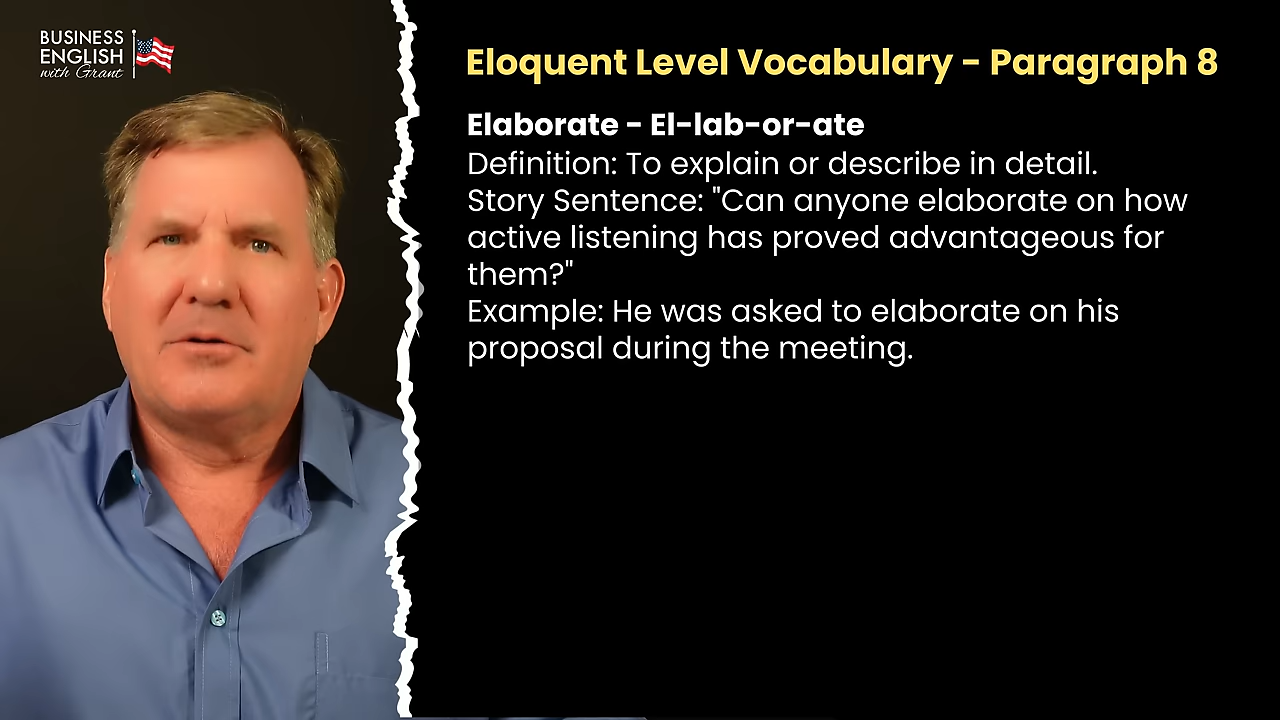 BUSINESS
ENGLISH
with Grant
Eloquent Level Vocabulary - Paragraph 8
Elaborate - El-lab-or-ate
Definition: To explain or describe in detail.
Story Sentence: "Can anyone elaborate on how
active listening has proved advantageous for
them?"
Example: He was asked to elaborate on his
proposal during the meeting.